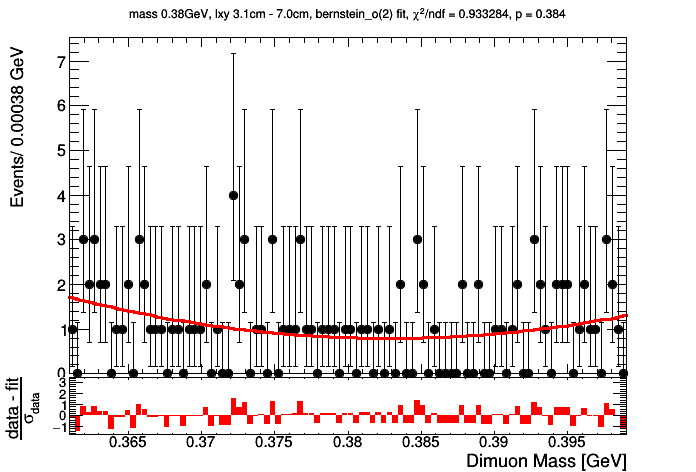 mass 0.38GeV, lxy 3.1cm - 7.0cm, bernstein_o(2) fit, χ²/ndf = 0.933284, p = 0.384
Events/ 0.00038 GeV
7
6
5
4
3
2
1
0
data - fit
σdata
3
2
1
0
−1
0.365 0.37 0.375 0.38 0.385 0.39 0.395
Dimuon Mass [GeV]